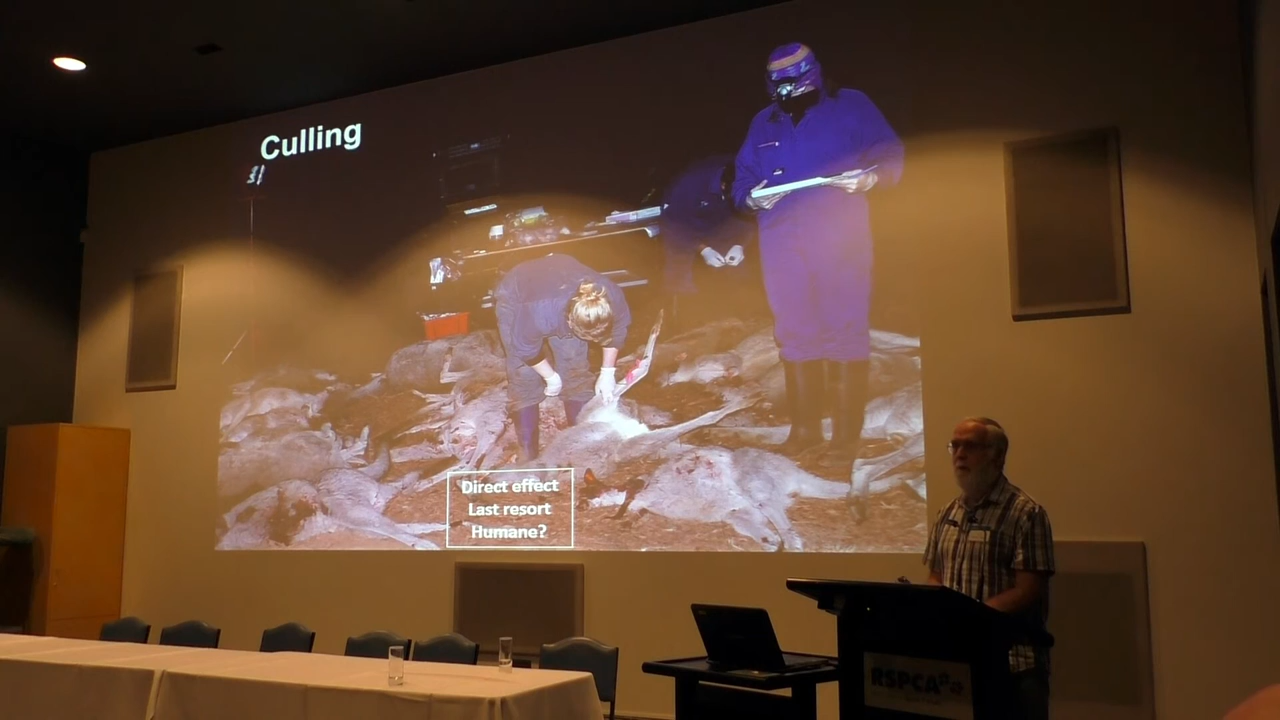 Culling
Direct effect
Last resort
Humane?
RSPCA